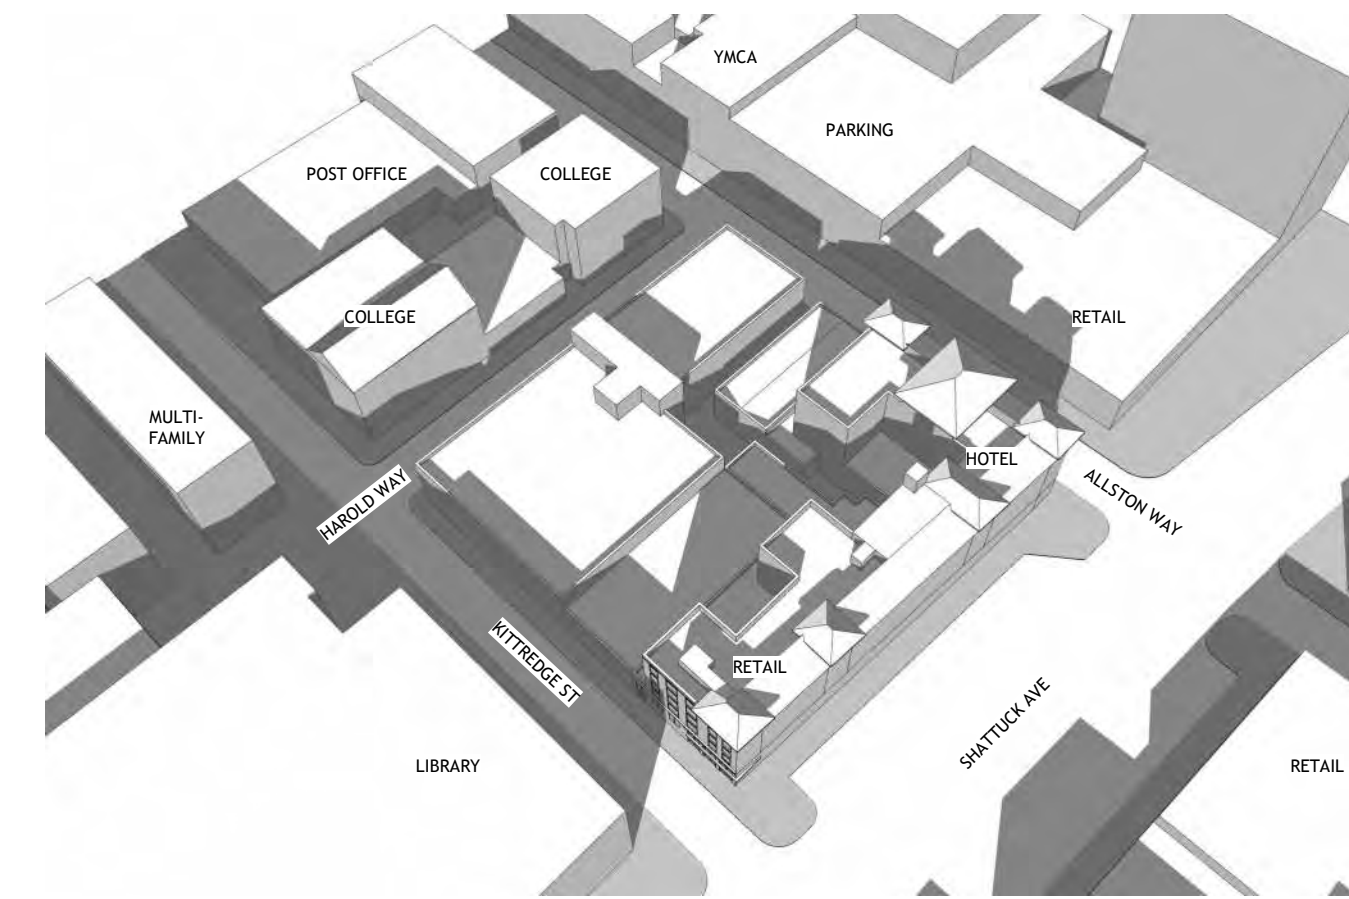 YMCA
PARKING
POST OFFICE
COLLEGE
COLLEGE
RETAIL
MULTI-
FAMILY
HOTEL
HAROLD WAY
ALLSTON WAY
KITTREDGE ST
RETAIL
SHATTUCK AVE
LIBRARY
RETAIL